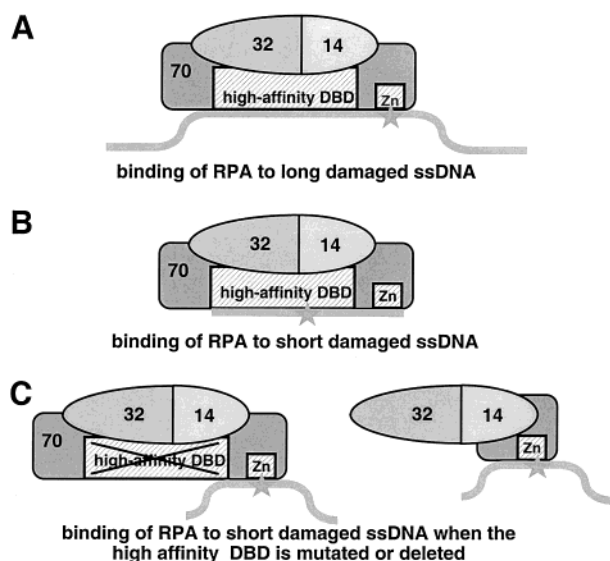 A
32
14
70
high-affinity DBD
Zn
binding of RPA to long damaged ssDNA
B
32
14
70
high-affinity DBD
Zn
binding of RPA to short damaged ssDNA
C
32
14
70
high-affinity DBD
Zn
32
14
Zn
binding of RPA to short damaged ssDNA when the
high affinity DBD is mutated or deleted